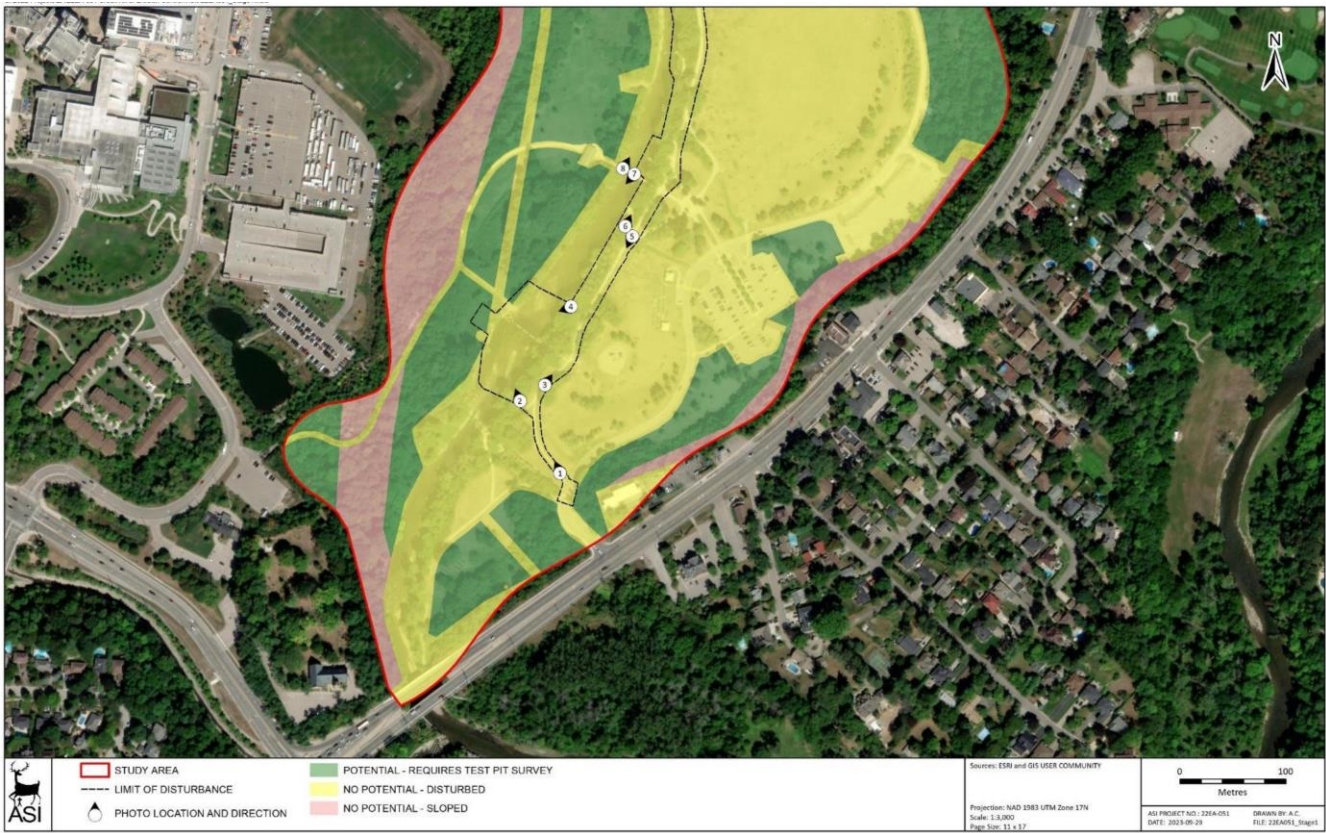 N
8
7
6
5
4
3
2
1
ASI
STUDY AREA
LIMIT OF DISTURBANCE
PHOTO LOCATION AND DIRECTION
POTENTIAL - REQUIRES TEST PIT SURVEY
NO POTENTIAL - DISTURBED
NO POTENTIAL - SLOPED
Sources: ESRI and GIS USER COMMUNITY
Projection: NAD 1983 UTM Zone 17N
Scale: 1:3,000
Page Size: 11 x 17
0 100
Metres
ASI PROJECT NO.: 22EA-051 DRAWN BY: A.C.
DATE: 2023-09-29 FILE: 22EA051_Stage1